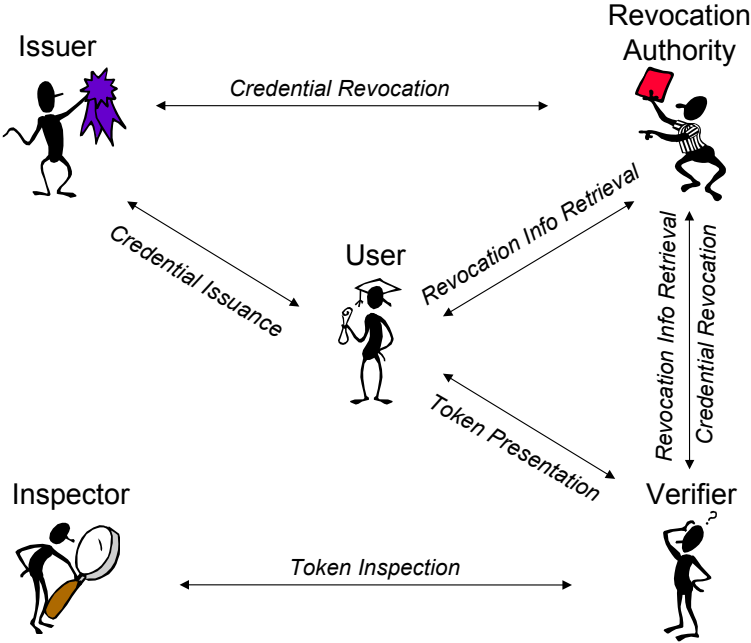 Revocation
Authority
Issuer
Credential Revocation
Revocation Info Retrieval
Credential Issuance
User
Revocation Info Retrieval
Credential Revocation
Token Presentation
Inspector
Verifier
?
Token Inspection